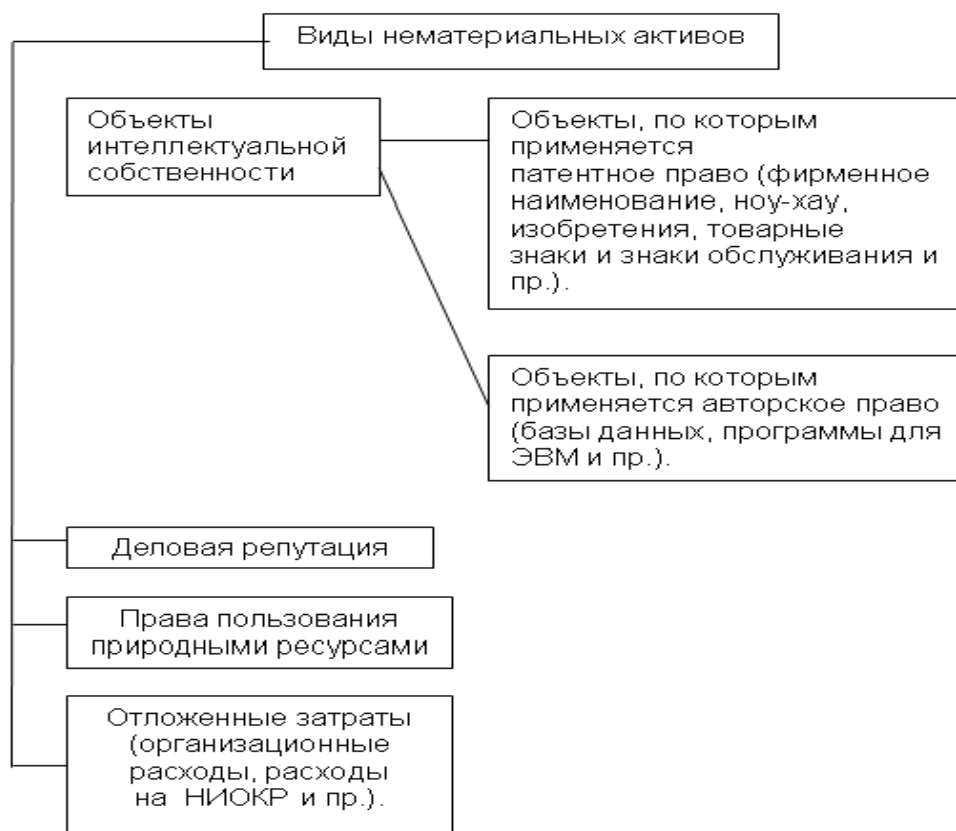 Виды нематериальных активов
Объекты
интеллектуальной
собственности
Объекты, по которым
применяется
патентное право (фирменное
наименование, ноу-хау,
изобретения, товарные
знаки и знаки обслуживания и
пр.).
Объекты, по которым
применяется авторское право
(базы данных, программы для
ЭВМ и пр.).
Деловая репутация
Права пользования
природными ресурсами
Отложенные затраты
(организационные
расходы, расходы
на НИОКР и пр.).